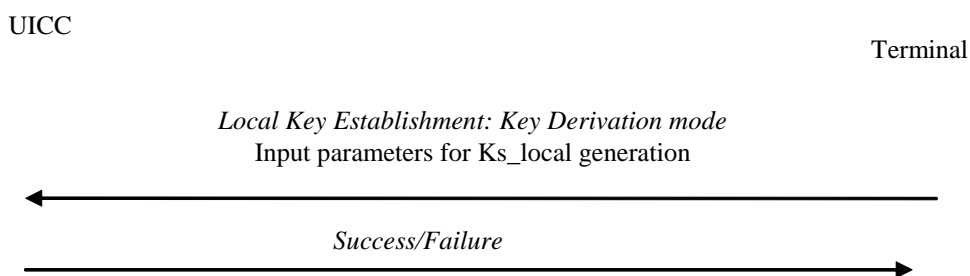 UICC
Terminal
Local Key Establishment: Key Derivation mode
Input parameters for Ks_local generation
Success/Failure